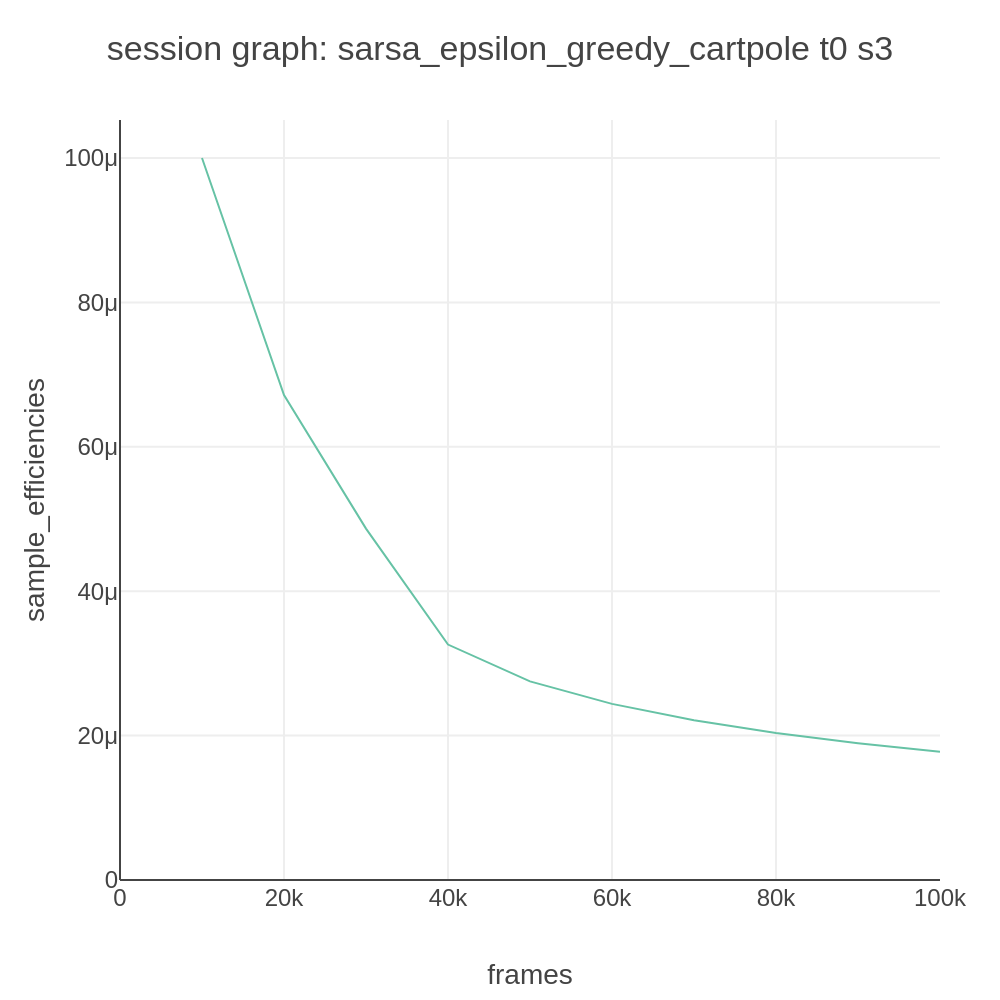 session graph: sarsa_epsilon_greedy_cartpole t0 s3
100μ
80μ
60μ
40μ
20μ
0
sample_efficiencies
0 20k 40k 60k 80k 100k
frames